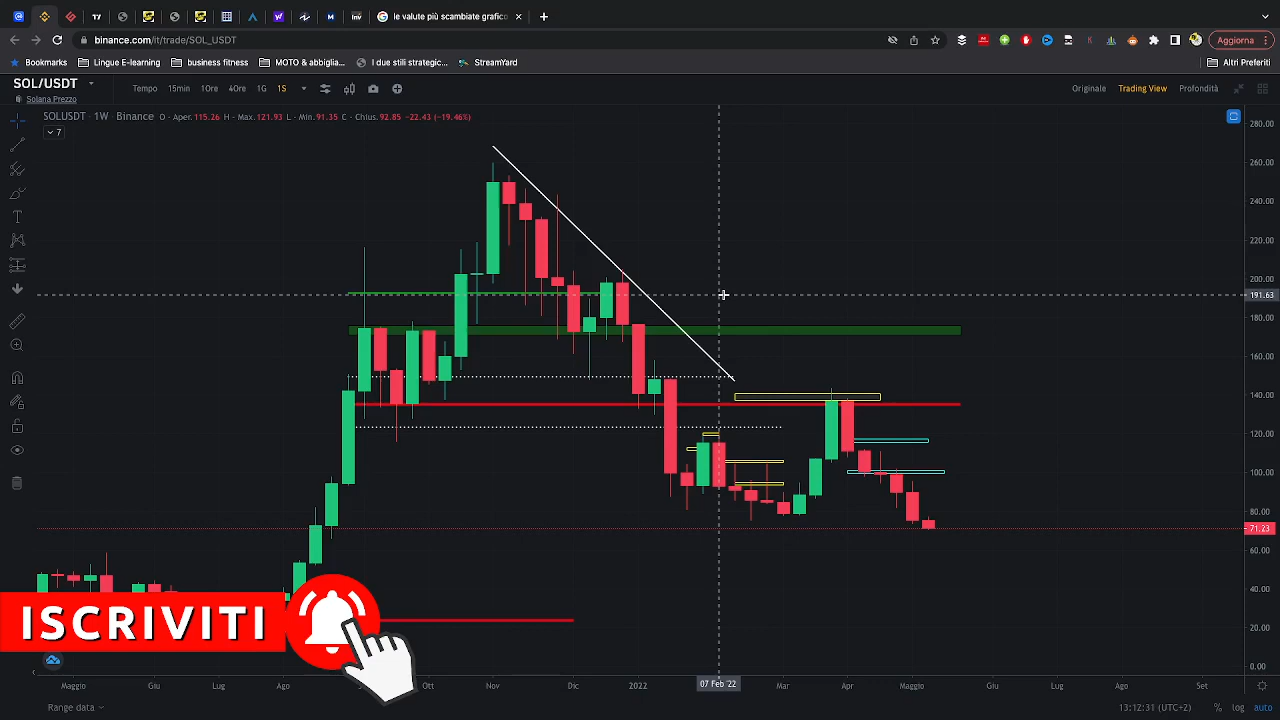 le valute più scambiate grafico
binance.com/it/trade/SOL_USDT
Aggiorna
Bookmarks
Lingue E-learning
business fitness
MOTO & abbiglia...
I due stili strategic...
StreamYard
Altri Preferiti
SOL/USDT
Solana Prezzo
Tempo 15min 1Ore 4Ore 1G 1S
Originale Trading View Profondità
SOLUSDT · 1W · Binance O - Aper. 115.26 H - Max. 121.93 L - Min. 91.35 C - Chius. 92.85 -22.43 (-19.46%)
7
280.00
260.00
240.00
220.00
200.00
191.63
180.00
160.00
140.00
120.00
100.00
80.00
71.23
60.00
40.00
20.00
0.00
ISCRIVITI
Maggio Giu Lug Ago Ott Nov Dic 2022 07 Feb '22 Mar Apr Maggio Giu Lug Ago Set
Range data
13:12:31 (UTC+2) % log auto